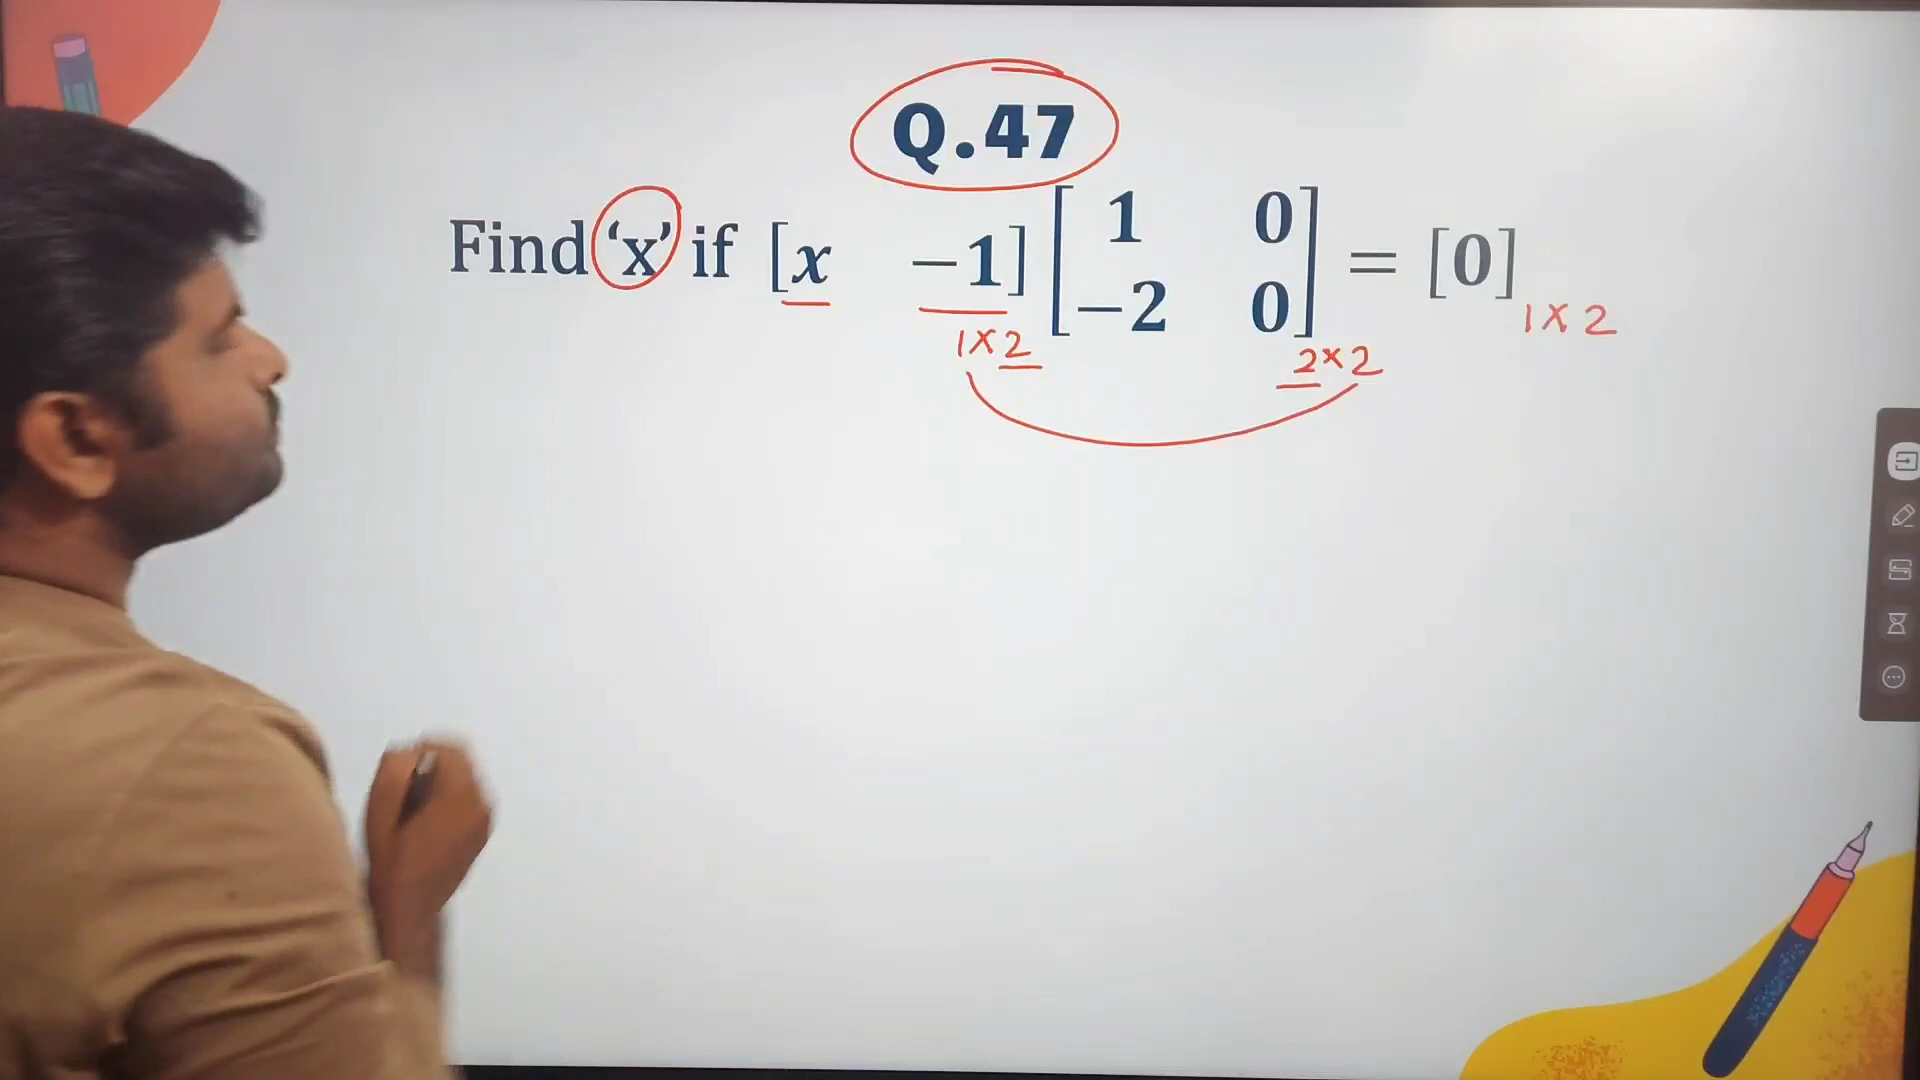 Q.47
Find 'x' if [x −1] [1 0 −2 0] = [0] 1×2
1×2 2×2